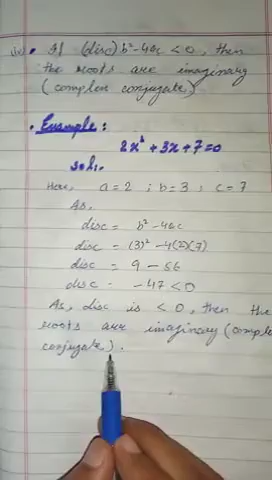 (iv) • If (disc) b²-4ac < 0, then
the roots are imaginary
(complex conjugate)
• Example:
2x² + 3x + 7 = 0
sol.
Here, a = 2 ; b = 3 ; c = 7
As,
disc = b² - 4ac
disc = (3)² - 4(2)(7)
disc = 9 - 56
disc = -47 < 0
As, disc is < 0, then the
roots are imaginary (complex
conjugate).